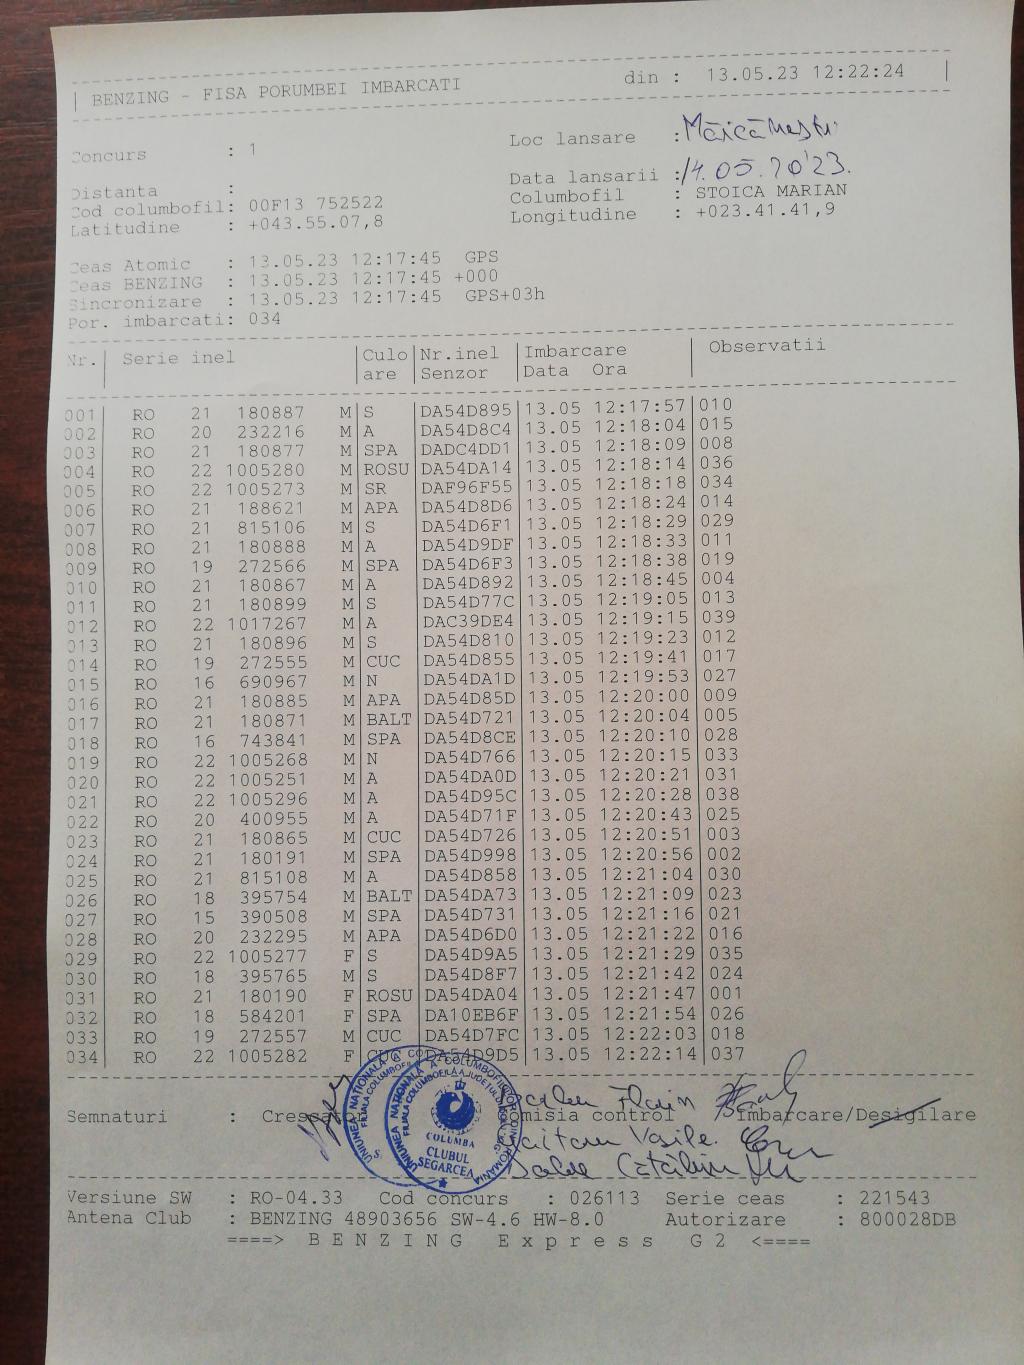 BENZING - FISA PORUMBEI IMBARCATI din : 13.05.23 12:22:24
Concurs : 1 Loc lansare :
Distanta : Data lansarii : 14.05.2023.
Cod columbofil: 00F13 752522 Columbofil : STOICA MARIAN
Latitudine : +043.55.07,8 Longitudine : +023.41.41,9
Ceas Atomic : 13.05.23 12:17:45 GPS
Ceas BENZING : 13.05.23 12:17:45 +000
Sincronizare : 13.05.23 12:17:45 GPS+03h
Por. imbarcati: 034
Nr. Serie inel Culo Nr.inel Imbarcare Observatii
are Senzor Data Ora
001 RO 21 180887 M S DA54D895 13.05 12:17:57 010
002 RO 20 232216 M A DA54D8C4 13.05 12:18:04 015
003 RO 21 180877 M SPA DADC4DD1 13.05 12:18:09 008
004 RO 22 1005280 M ROSU DA54DA14 13.05 12:18:14 036
005 RO 22 1005273 M SR DAF96F55 13.05 12:18:18 034
006 RO 21 188621 M APA DA54D8D6 13.05 12:18:24 014
007 RO 21 815106 M S DA54D6F1 13.05 12:18:29 029
008 RO 21 180888 M A DA54D9DF 13.05 12:18:33 011
009 RO 19 272566 M SPA DA54D6F3 13.05 12:18:38 019
010 RO 21 180867 M A DA54D892 13.05 12:18:45 004
011 RO 21 180899 M S DA54D77C 13.05 12:19:05 013
012 RO 22 1017267 M A DAC39DE4 13.05 12:19:15 039
013 RO 21 180896 M S DA54D810 13.05 12:19:23 012
014 RO 19 272555 M CUC DA54D855 13.05 12:19:41 017
015 RO 16 690967 M N DA54DA1D 13.05 12:19:53 027
016 RO 21 180885 M APA DA54D85D 13.05 12:20:00 009
017 RO 21 180871 M BALT DA54D721 13.05 12:20:04 005
018 RO 16 743841 M SPA DA54D8CE 13.05 12:20:10 028
019 RO 22 1005268 M N DA54D766 13.05 12:20:15 033
020 RO 22 1005251 M A DA54DA0D 13.05 12:20:21 031
021 RO 22 1005296 M A DA54D95C 13.05 12:20:28 038
022 RO 20 400955 M A DA54D71F 13.05 12:20:43 025
023 RO 21 180865 M CUC DA54D726 13.05 12:20:51 003
024 RO 21 180191 M SPA DA54D998 13.05 12:20:56 002
025 RO 21 815108 M A DA54D858 13.05 12:21:04 030
026 RO 18 395754 M BALT DA54DA73 13.05 12:21:09 023
027 RO 15 390508 M SPA DA54D731 13.05 12:21:16 021
028 RO 20 232295 M APA DA54D6D0 13.05 12:21:22 016
029 RO 22 1005277 F S DA54D9A5 13.05 12:21:29 035
030 RO 18 395765 M S DA54D8F7 13.05 12:21:42 024
031 RO 21 180190 F ROSU DA54DA04 13.05 12:21:47 001
032 RO 18 584201 F SPA DA10EB6F 13.05 12:21:54 026
033 RO 19 272557 M CUC DA54D7FC 13.05 12:22:03 018
034 RO 22 1005282 F CUC DA54D9D5 13.05 12:22:14 037
Semnaturi : control Imbarcare/Desigilare
UNIUNEA NAȚIONALĂ A COLUMBOFILILOR DIN ROMANIA
COLUMBA
CLUBUL
SEGARCEA
Vasile
Cătălin
Versiune SW : RO-04.33 Cod concurs : 026113 Serie ceas : 221543
Antena Club : BENZING 48903656 SW-4.6 HW-8.0 Autorizare : 800028DB
====> B E N Z I N G E x p r e s s G 2 <====